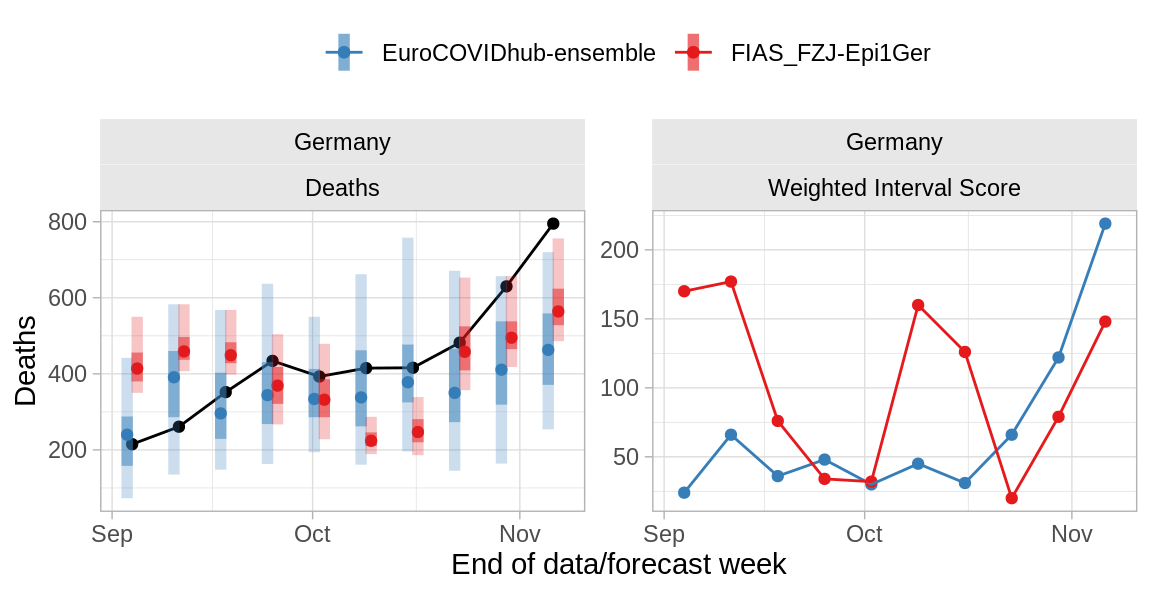 EuroCOVIDhub-ensemble FIAS_FZJ-Epi1Ger
Germany Germany
Deaths Weighted Interval Score
Deaths
800
600
400
200
200
150
100
50
Sep Oct Nov Sep Oct Nov
End of data/forecast week